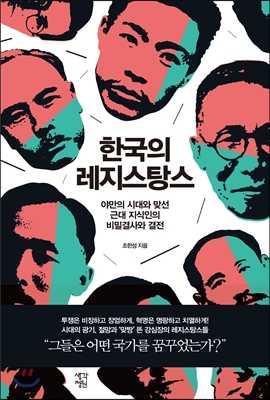 한국의
레지스탕스
야만의 시대와 맞선
근대 지식인의
비밀결사와 결전
조한성 지음
투쟁은 비장하고 장엄하게, 혁명은 명랑하고 치열하게!
시대의 광기, 절망과 ‘맞짱’ 뜬 강심장의 레지스탕스들
“그들은 어떤 국가를 꿈꾸었는가?”
생각
정원